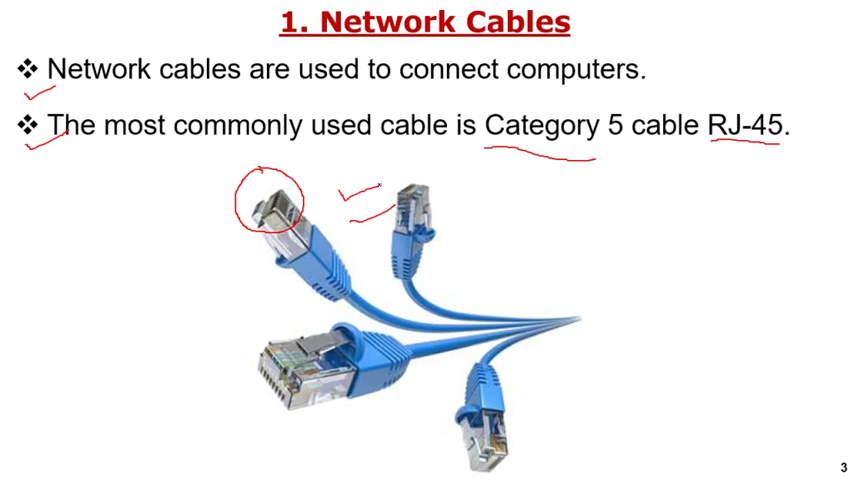 1. Network Cables
❖ Network cables are used to connect computers.
❖ The most commonly used cable is Category 5 cable RJ-45.
3